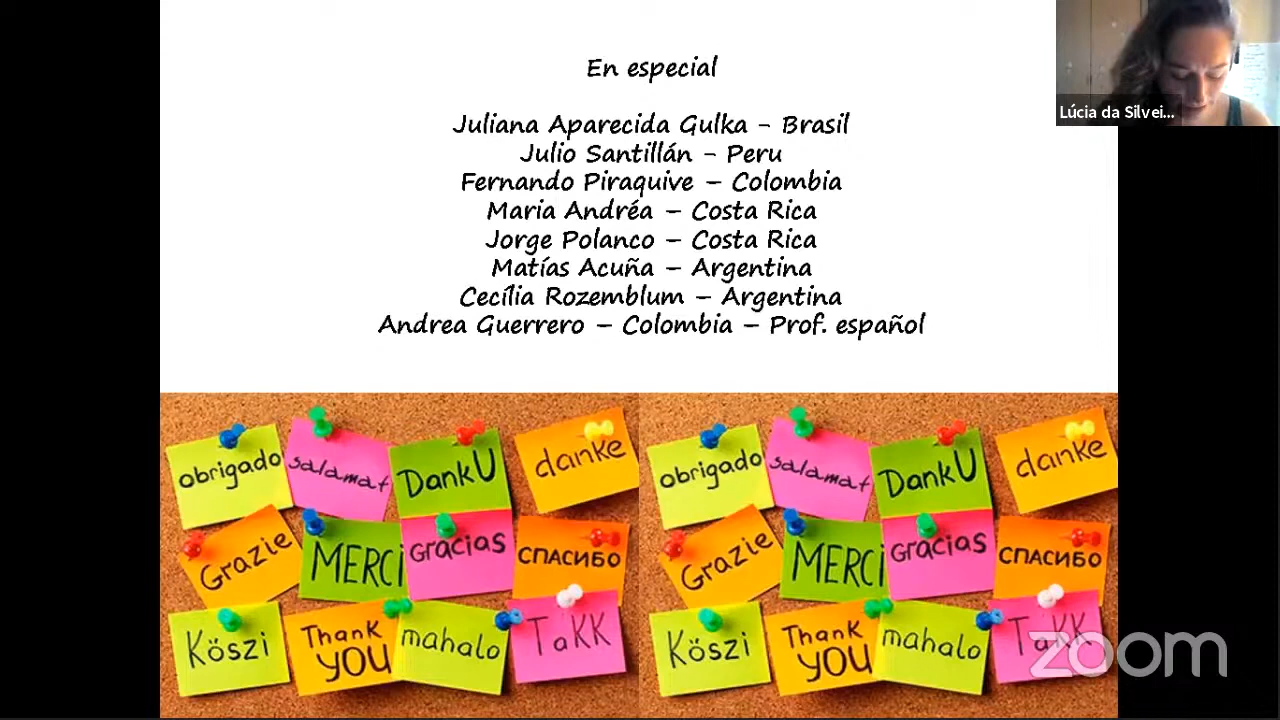 En especial
Juliana Aparecida Gulka - Brasil
Julio Santillán - Peru
Fernando Piraquive – Colombia
Maria Andréa – Costa Rica
Jorge Polanco – Costa Rica
Matías Acuña – Argentina
Cecília Rozemblum – Argentina
Andrea Guerrero – Colombia – Prof. español
Lúcia da Silvei...
obrigado salamat Dank U danke obrigado salamat Dank U danke
Grazie MERCi Gracias СПАСИБО Grazie MERCi Gracias СПАСИБО
Köszi Thank YOU mahalo TaKK Köszi Thank YOU mahalo TaKK
zoom